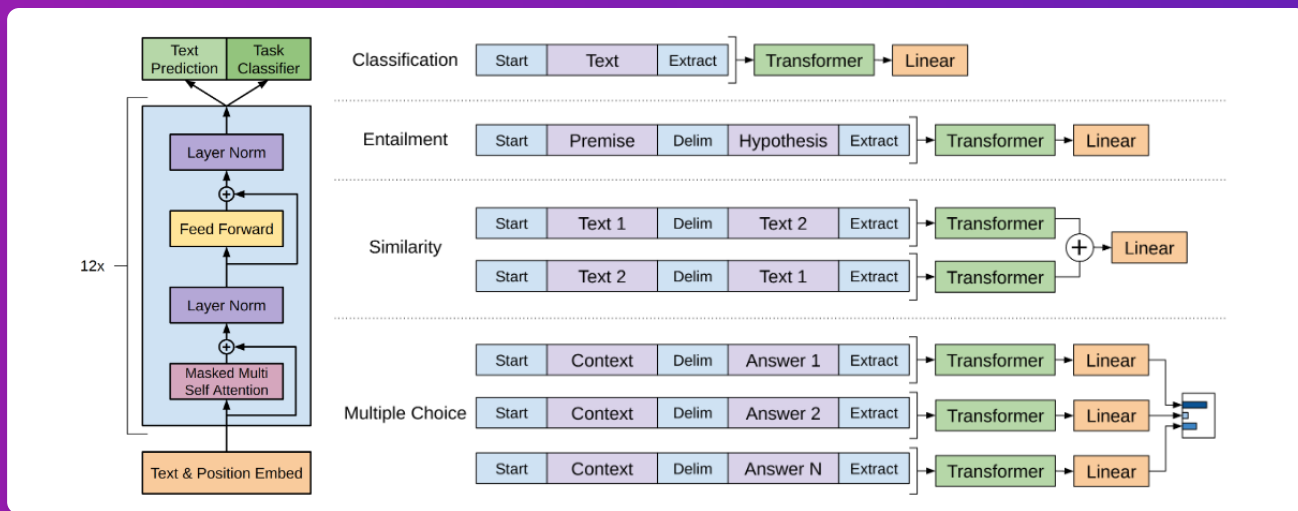 Text
Prediction
Task
Classifier
12x
Layer Norm
+
Feed Forward
Layer Norm
+
Masked Multi
Self Attention
Text & Position Embed
Classification
Start Text Extract Transformer Linear
Entailment
Start Premise Delim Hypothesis Extract Transformer Linear
Similarity
Start Text 1 Delim Text 2 Extract Transformer
Start Text 2 Delim Text 1 Extract Transformer
+ Linear
Multiple Choice
Start Context Delim Answer 1 Extract Transformer Linear
Start Context Delim Answer 2 Extract Transformer Linear
Start Context Delim Answer N Extract Transformer Linear